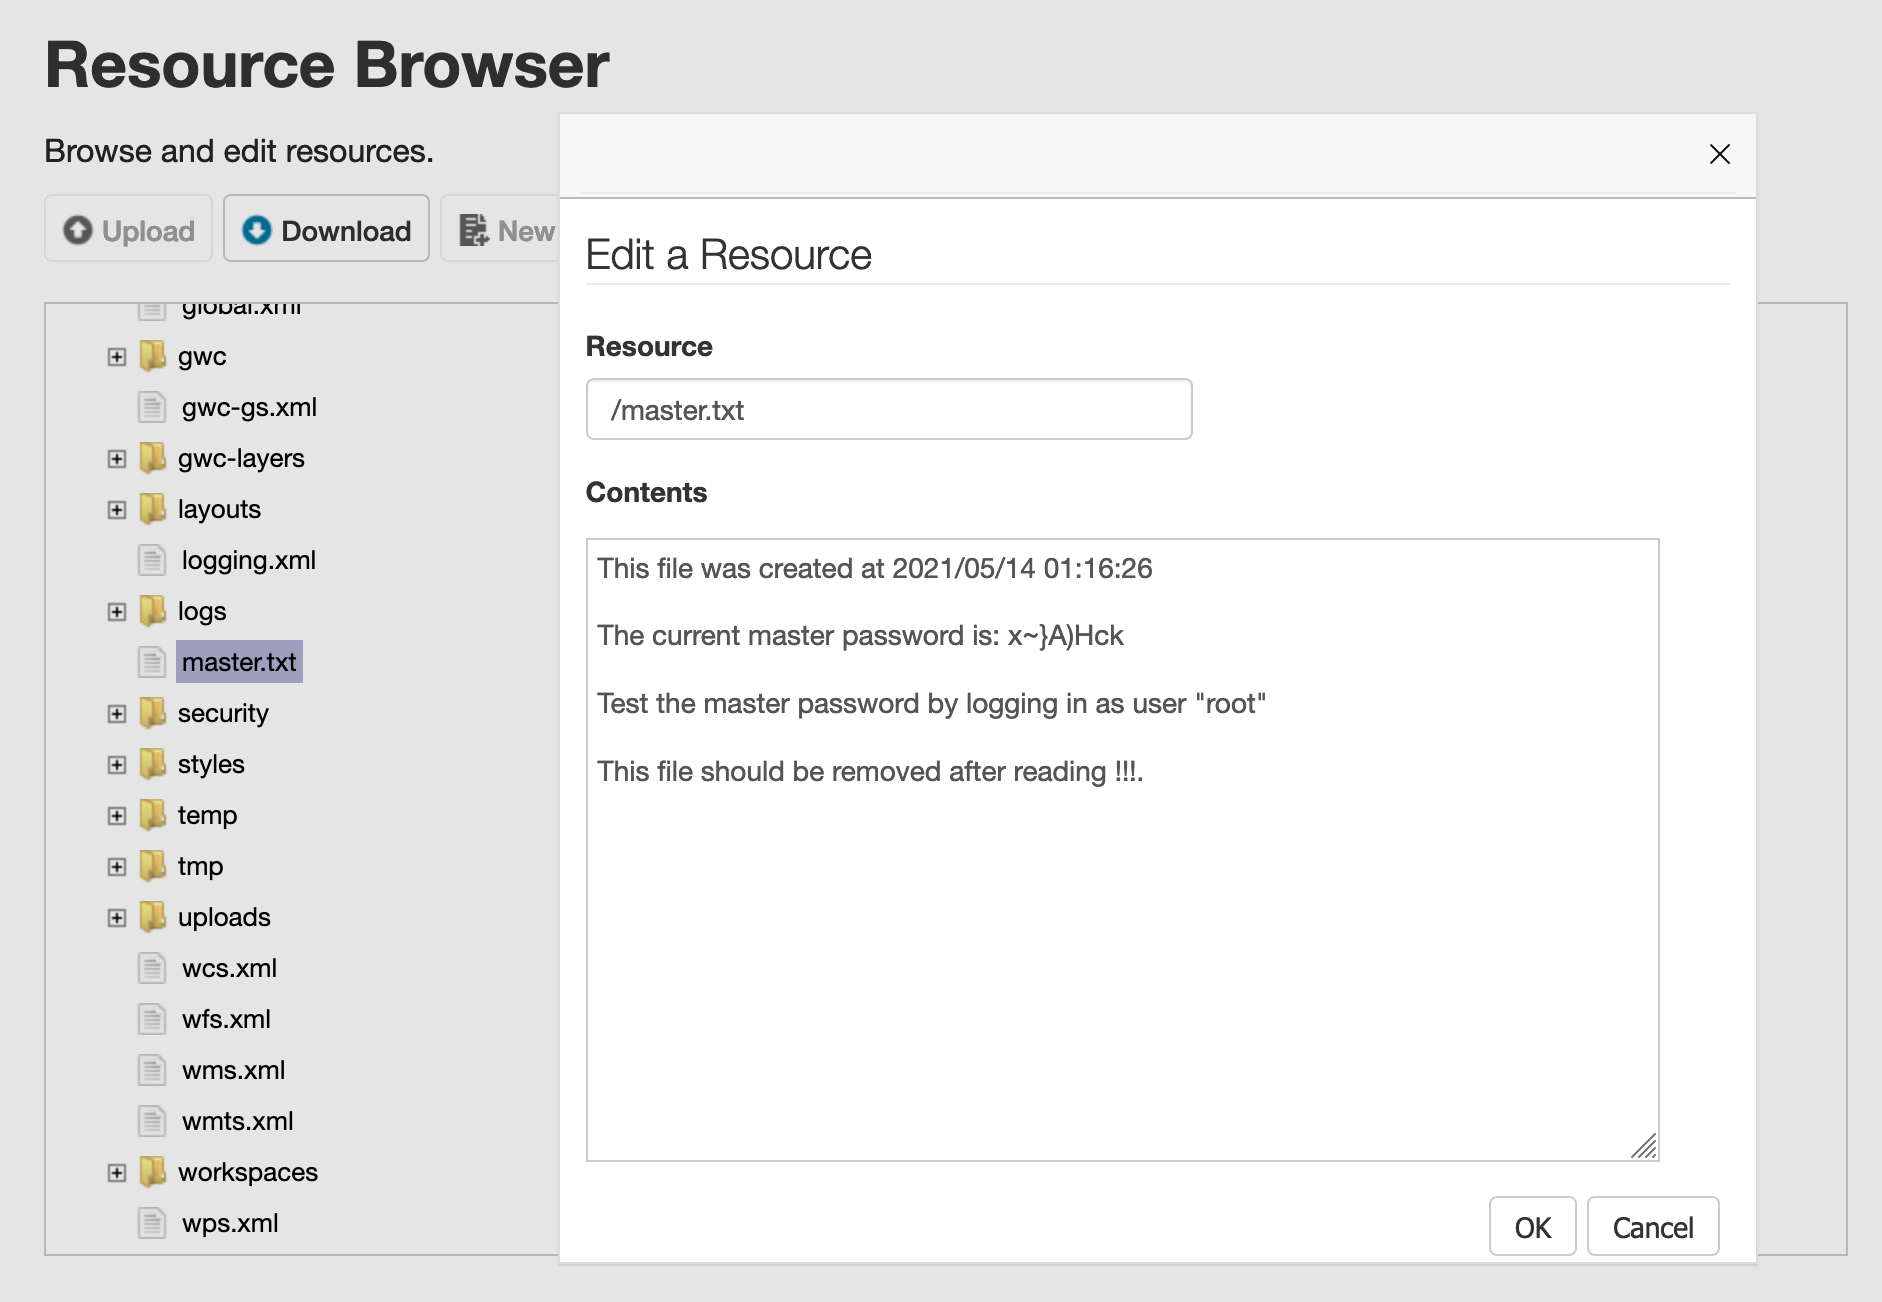 Resource Browser
Browse and edit resources.
Upload
Download
New
global.xml
gwc
gwc-gs.xml
gwc-layers
layouts
logging.xml
logs
master.txt
security
styles
temp
tmp
uploads
wcs.xml
wfs.xml
wms.xml
wmts.xml
workspaces
wps.xml
Edit a Resource
Resource
/master.txt
Contents
This file was created at 2021/05/14 01:16:26
The current master password is: x~}A)Hck
Test the master password by logging in as user "root"
This file should be removed after reading !!!.
OK
Cancel